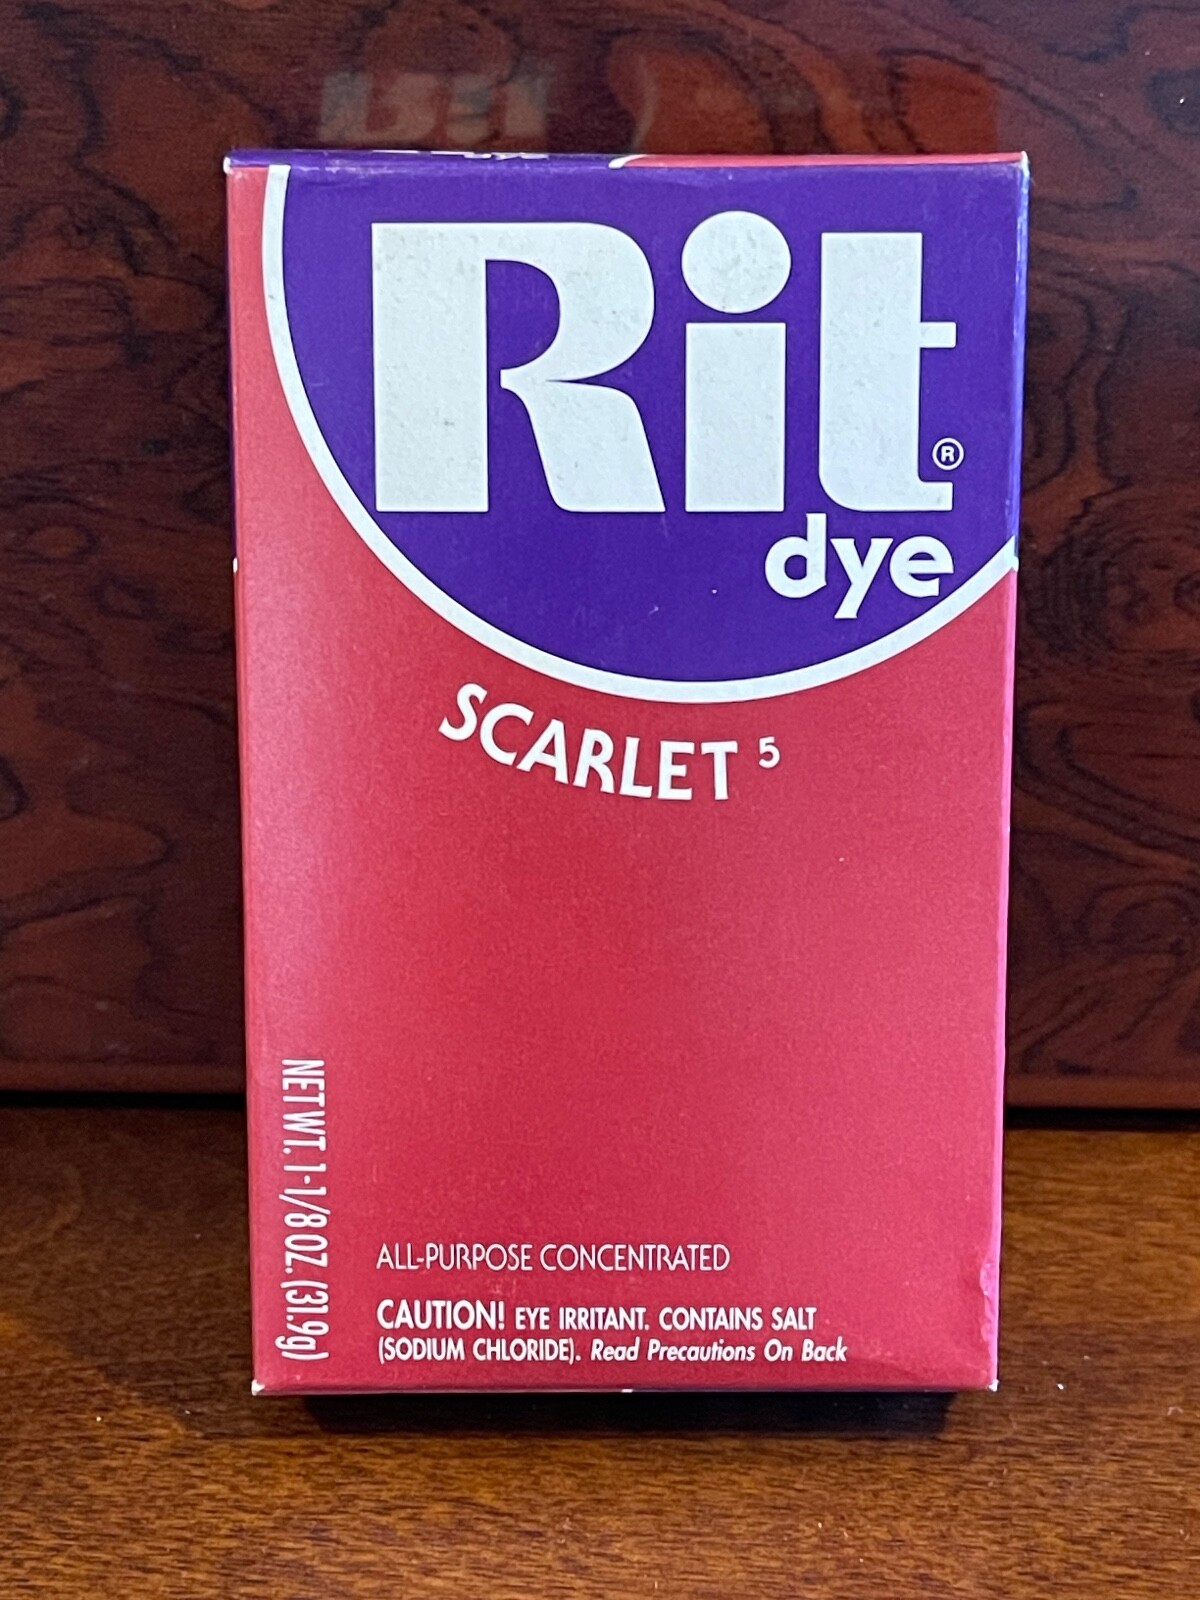 Rit®
dye
SCARLET 5
NET WT. 1-1/8 OZ. (31.9g)
ALL-PURPOSE CONCENTRATED
CAUTION! EYE IRRITANT. CONTAINS SALT
(SODIUM CHLORIDE). Read Precautions On Back